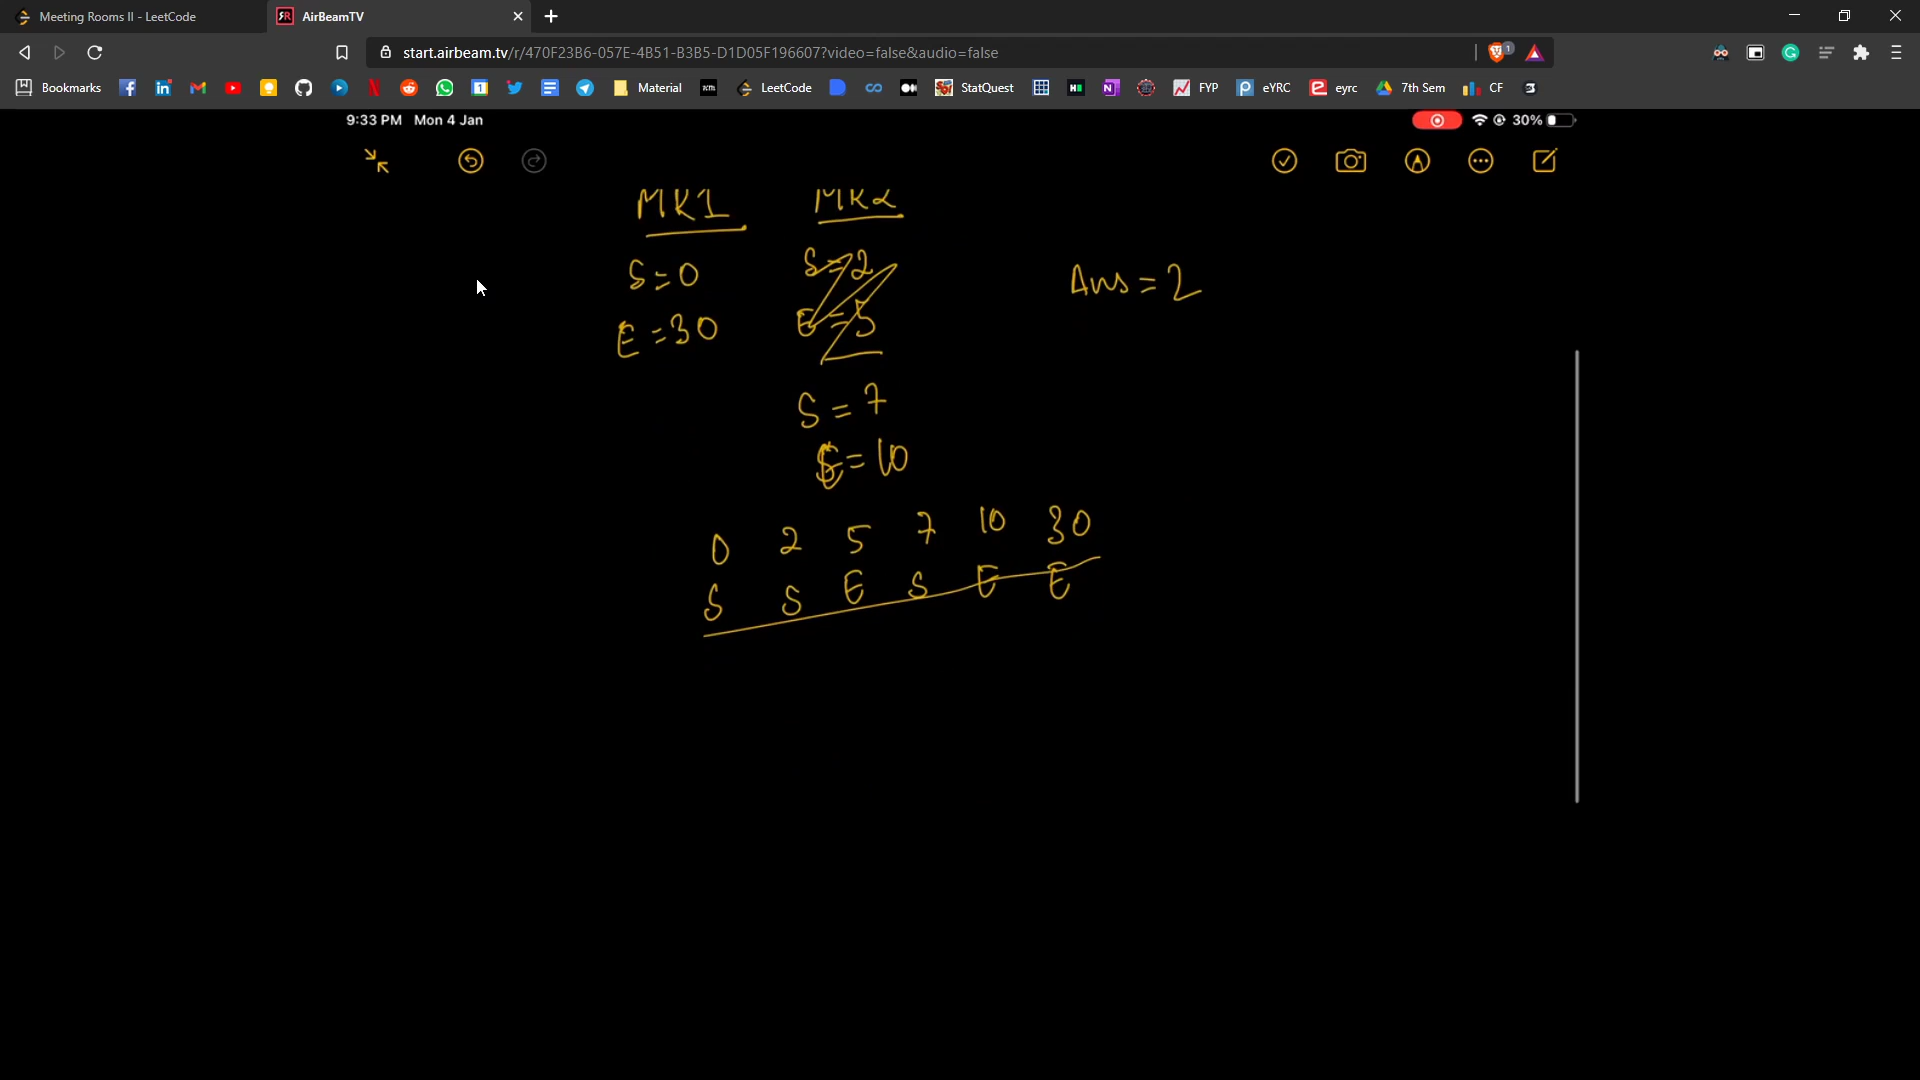 Meeting Rooms II - LeetCode
AirBeamTV
start.airbeam.tv/r/470F23B6-057E-4B51-B3B5-D1D05F196607?video=false&audio=false
1
Bookmarks
Material
LeetCode
StatQuest
FYP
eYRC
eyrc
7th Sem
CF
9:33 PM Mon 4 Jan
30%
MR1 MR2
S=0 S=2
E=30 E=5
Ans=2
S=7
E=10
0 2 5 7 10 30
S S E S E E